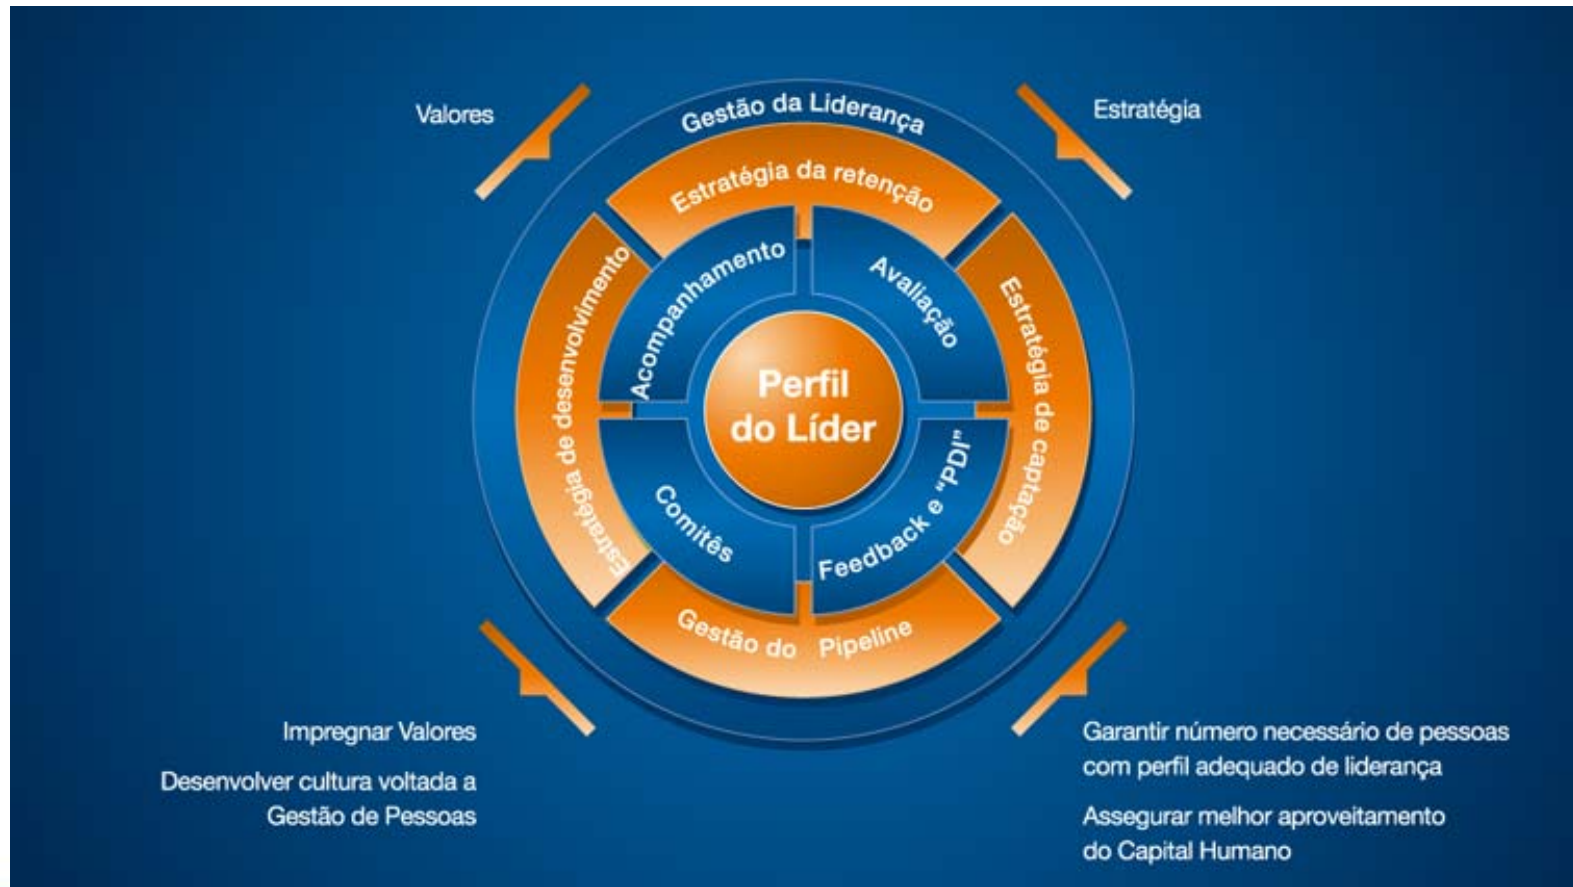 Valores
Estratégia
Gestão da Liderança
Estratégia da retenção
Estratégia de desenvolvimento
Estratégia de captação
Acompanhamento
Avaliação
Perfil
do Líder
Comitês
Feedback e “PDI”
Gestão do Pipeline
Impregnar Valores
Desenvolver cultura voltada a
Gestão de Pessoas
Garantir número necessário de pessoas
com perfil adequado de liderança
Assegurar melhor aproveitamento
do Capital Humano